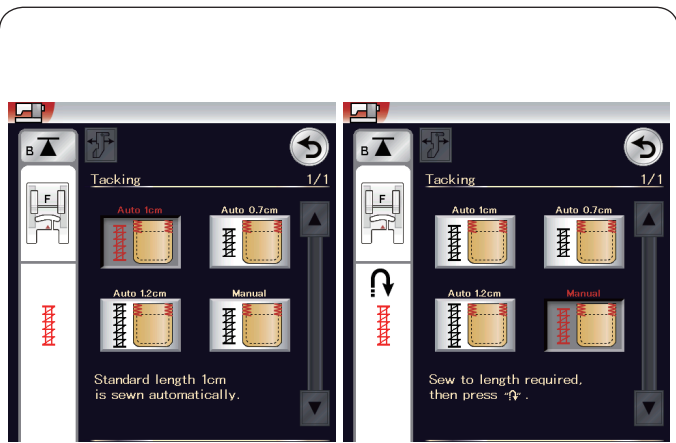 B
F
Tacking 1/1
Auto 1cm Auto 0.7cm
Auto 1.2cm Manual
Standard length 1cm
is sewn automatically.
B
F
Tacking 1/1
Auto 1cm Auto 0.7cm
Auto 1.2cm Manual
Sew to length required,
then press “ ”.